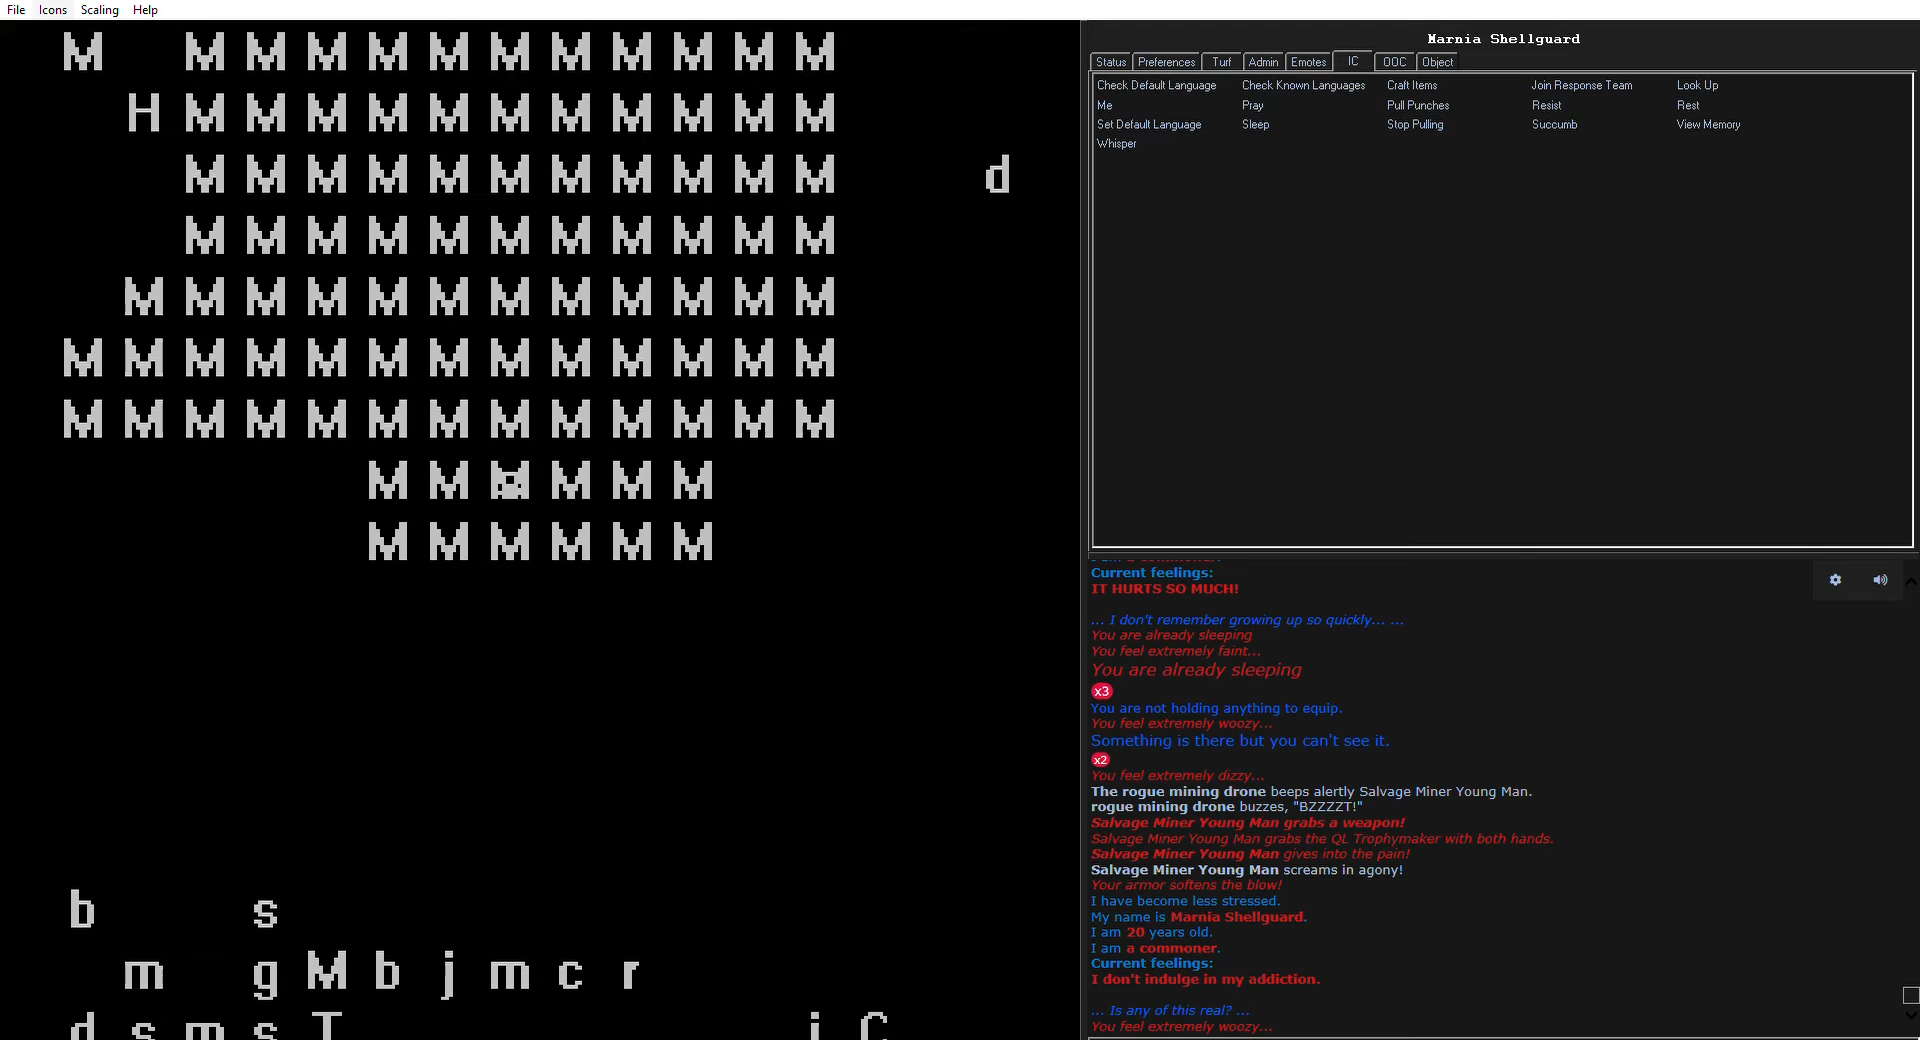 File Icons Scaling Help
M M M M M M M M M M M M
H M M M M M M M M M M M
M M M M M M M M M M M d
M M M M M M M M M M M
M M M M M M M M M M M M
M M M M M M M M M M M M M
M M M M M M M M M M M M M
M M M M M M
M M M M M M
b s
m g M b j m c r
d s m s T i C
Marnia Shellguard
Status Preferences Turf Admin Emotes IC OOC Object
Check Default Language Check Known Languages Craft Items Join Response Team Look Up
Me Pray Pull Punches Resist Rest
Set Default Language Sleep Stop Pulling Succumb View Memory
Whisper
Current feelings:
IT HURTS SO MUCH!
... I don't remember growing up so quickly... ...
You are already sleeping
You feel extremely faint...
You are already sleeping
x3
You are not holding anything to equip.
You feel extremely woozy...
Something is there but you can't see it.
x2
You feel extremely dizzy...
The rogue mining drone beeps alertly Salvage Miner Young Man.
rogue mining drone buzzes, "BZZZZT!"
Salvage Miner Young Man grabs a weapon!
Salvage Miner Young Man grabs the QL Trophymaker with both hands.
Salvage Miner Young Man gives into the pain!
Salvage Miner Young Man screams in agony!
Your armor softens the blow!
I have become less stressed.
My name is Marnia Shellguard.
I am 20 years old.
I am a commoner.
Current feelings:
I don't indulge in my addiction.
... Is any of this real? ...
You feel extremely woozy...